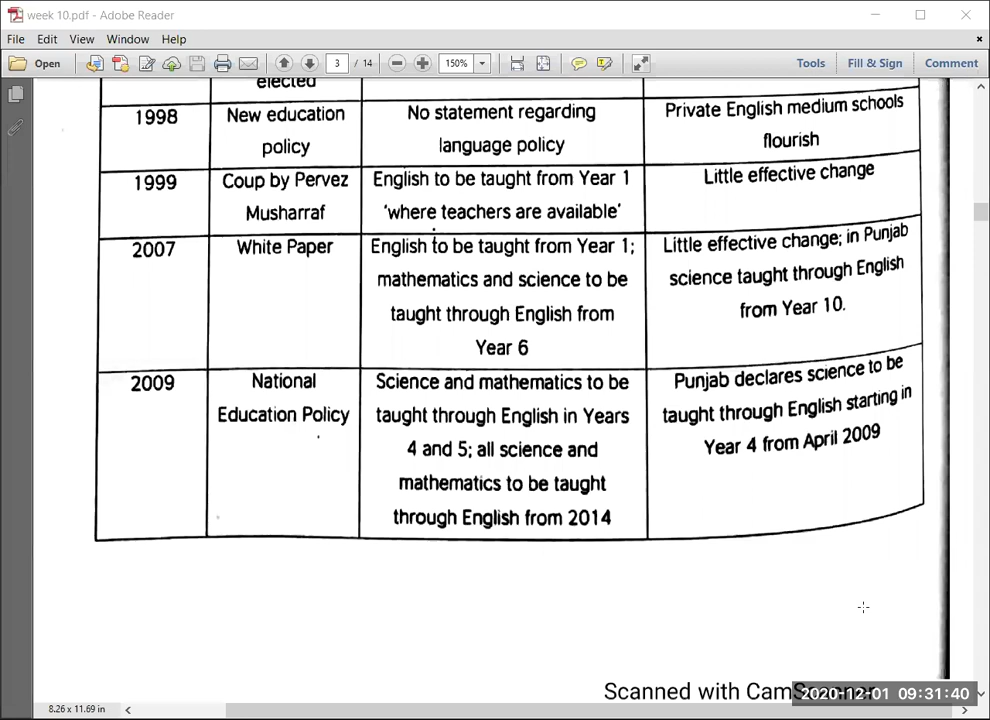 week 10.pdf - Adobe Reader
File Edit View Window Help
Open 3 / 14 150% Tools Fill & Sign Comment
elected
1998 New education No statement regarding Private English medium schools
policy language policy flourish
1999 Coup by Pervez English to be taught from Year 1 Little effective change
Musharraf 'where teachers are available'
2007 White Paper English to be taught from Year 1; Little effective change; in Punjab
mathematics and science to be science taught through English
taught through English from from Year 10.
Year 6
2009 National Science and mathematics to be Punjab declares science to be
Education Policy taught through English in Years taught through English starting in
4 and 5; all science and Year 4 from April 2009
mathematics to be taught
through English from 2014
Scanned with
2020-12-01 09:31:40
8.26 x 11.69 in